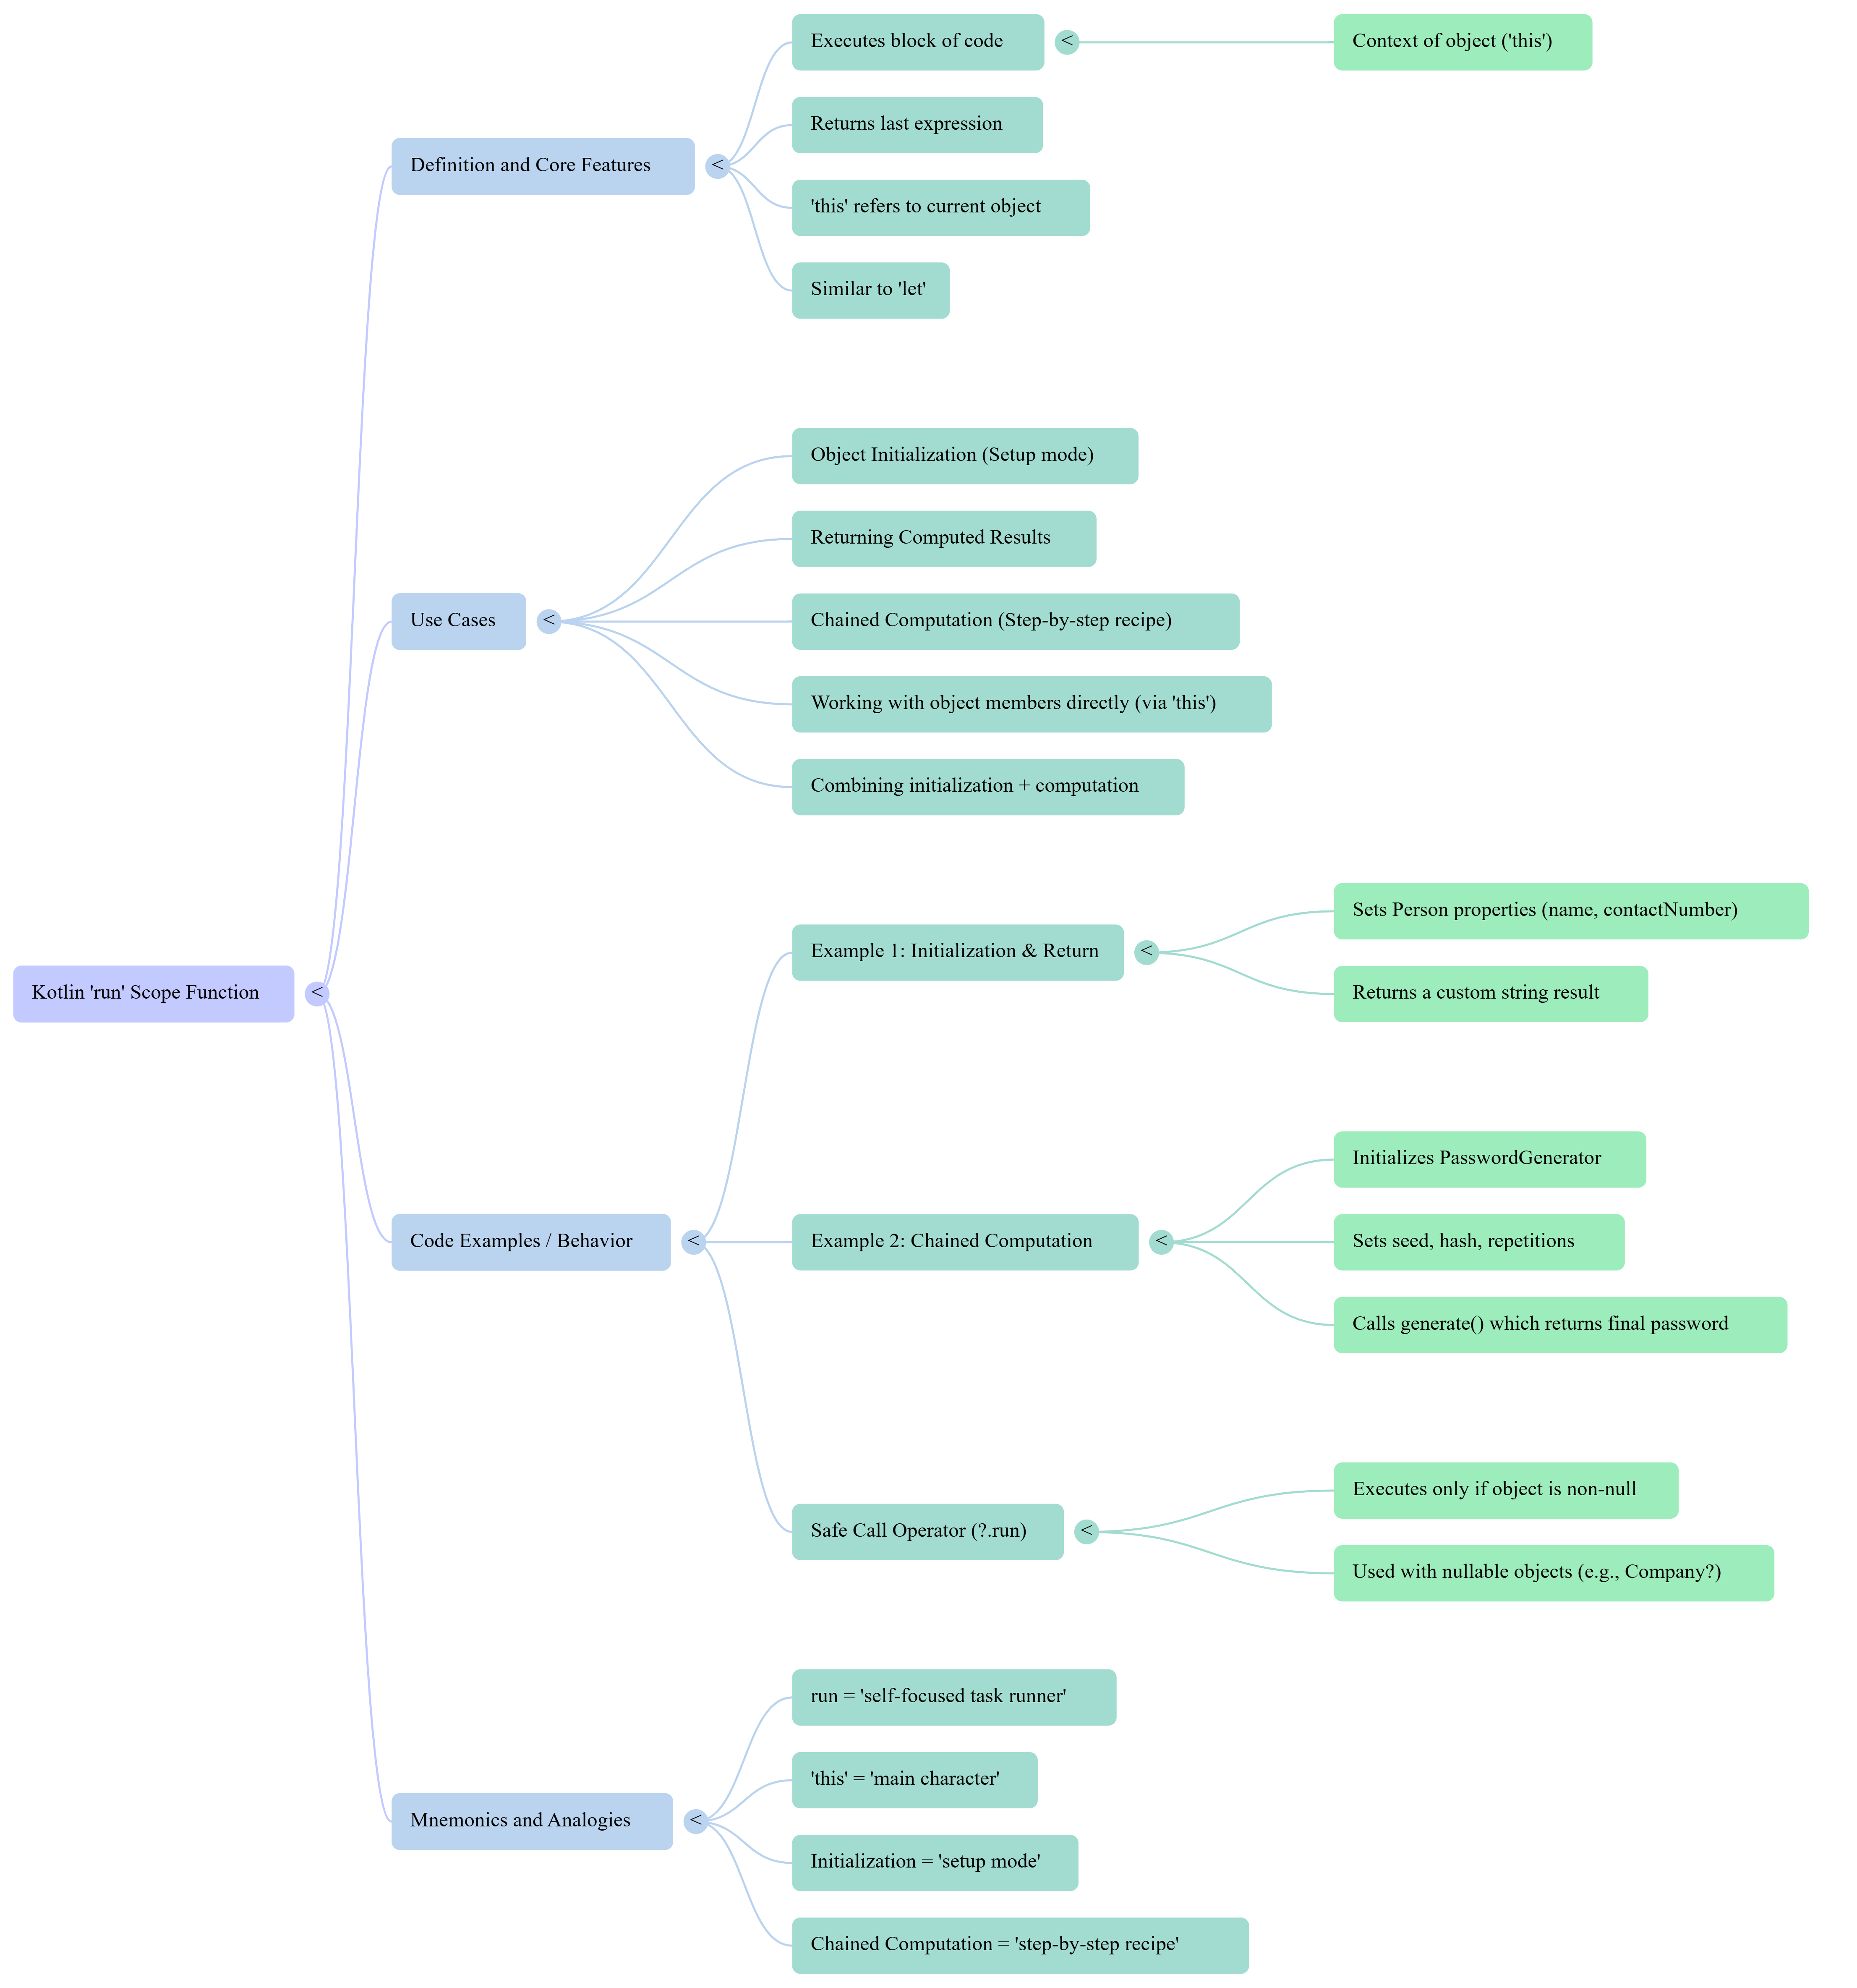 Kotlin 'run' Scope Function
<
Definition and Core Features
<
Executes block of code
<
Context of object ('this')
Returns last expression
'this' refers to current object
Similar to 'let'
Use Cases
<
Object Initialization (Setup mode)
Returning Computed Results
Chained Computation (Step-by-step recipe)
Working with object members directly (via 'this')
Combining initialization + computation
Code Examples / Behavior
<
Example 1: Initialization & Return
<
Sets Person properties (name, contactNumber)
Returns a custom string result
Example 2: Chained Computation
<
Initializes PasswordGenerator
Sets seed, hash, repetitions
Calls generate() which returns final password
Safe Call Operator (?.run)
<
Executes only if object is non-null
Used with nullable objects (e.g., Company?)
Mnemonics and Analogies
<
run = 'self-focused task runner'
'this' = 'main character'
Initialization = 'setup mode'
Chained Computation = 'step-by-step recipe'